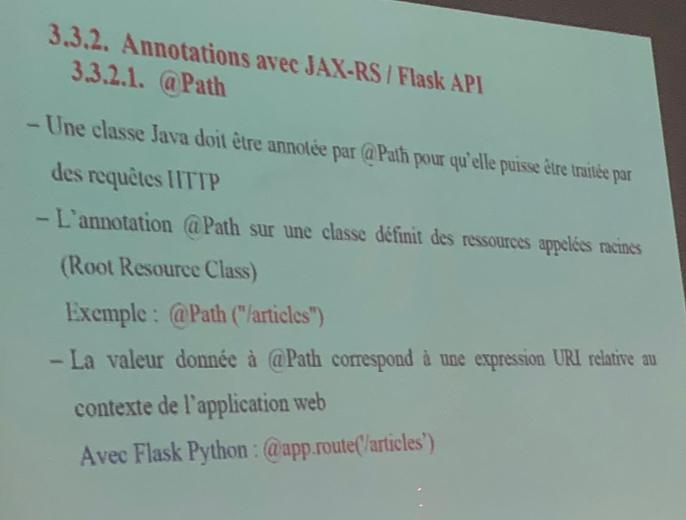 3.3.2. Annotations avec JAX-RS / Flask API
3.3.2.1. @Path
– Une classe Java doit être annotée par @Path pour qu'elle puisse être traitée par
des requêtes HTTP
– L'annotation @Path sur une classe définit des ressources appelées racines
(Root Resource Class)
Exemple : @Path ("/articles")
– La valeur donnée à @Path correspond à une expression URI relative au
contexte de l'application web
Avec Flask Python : @app.route('/articles')